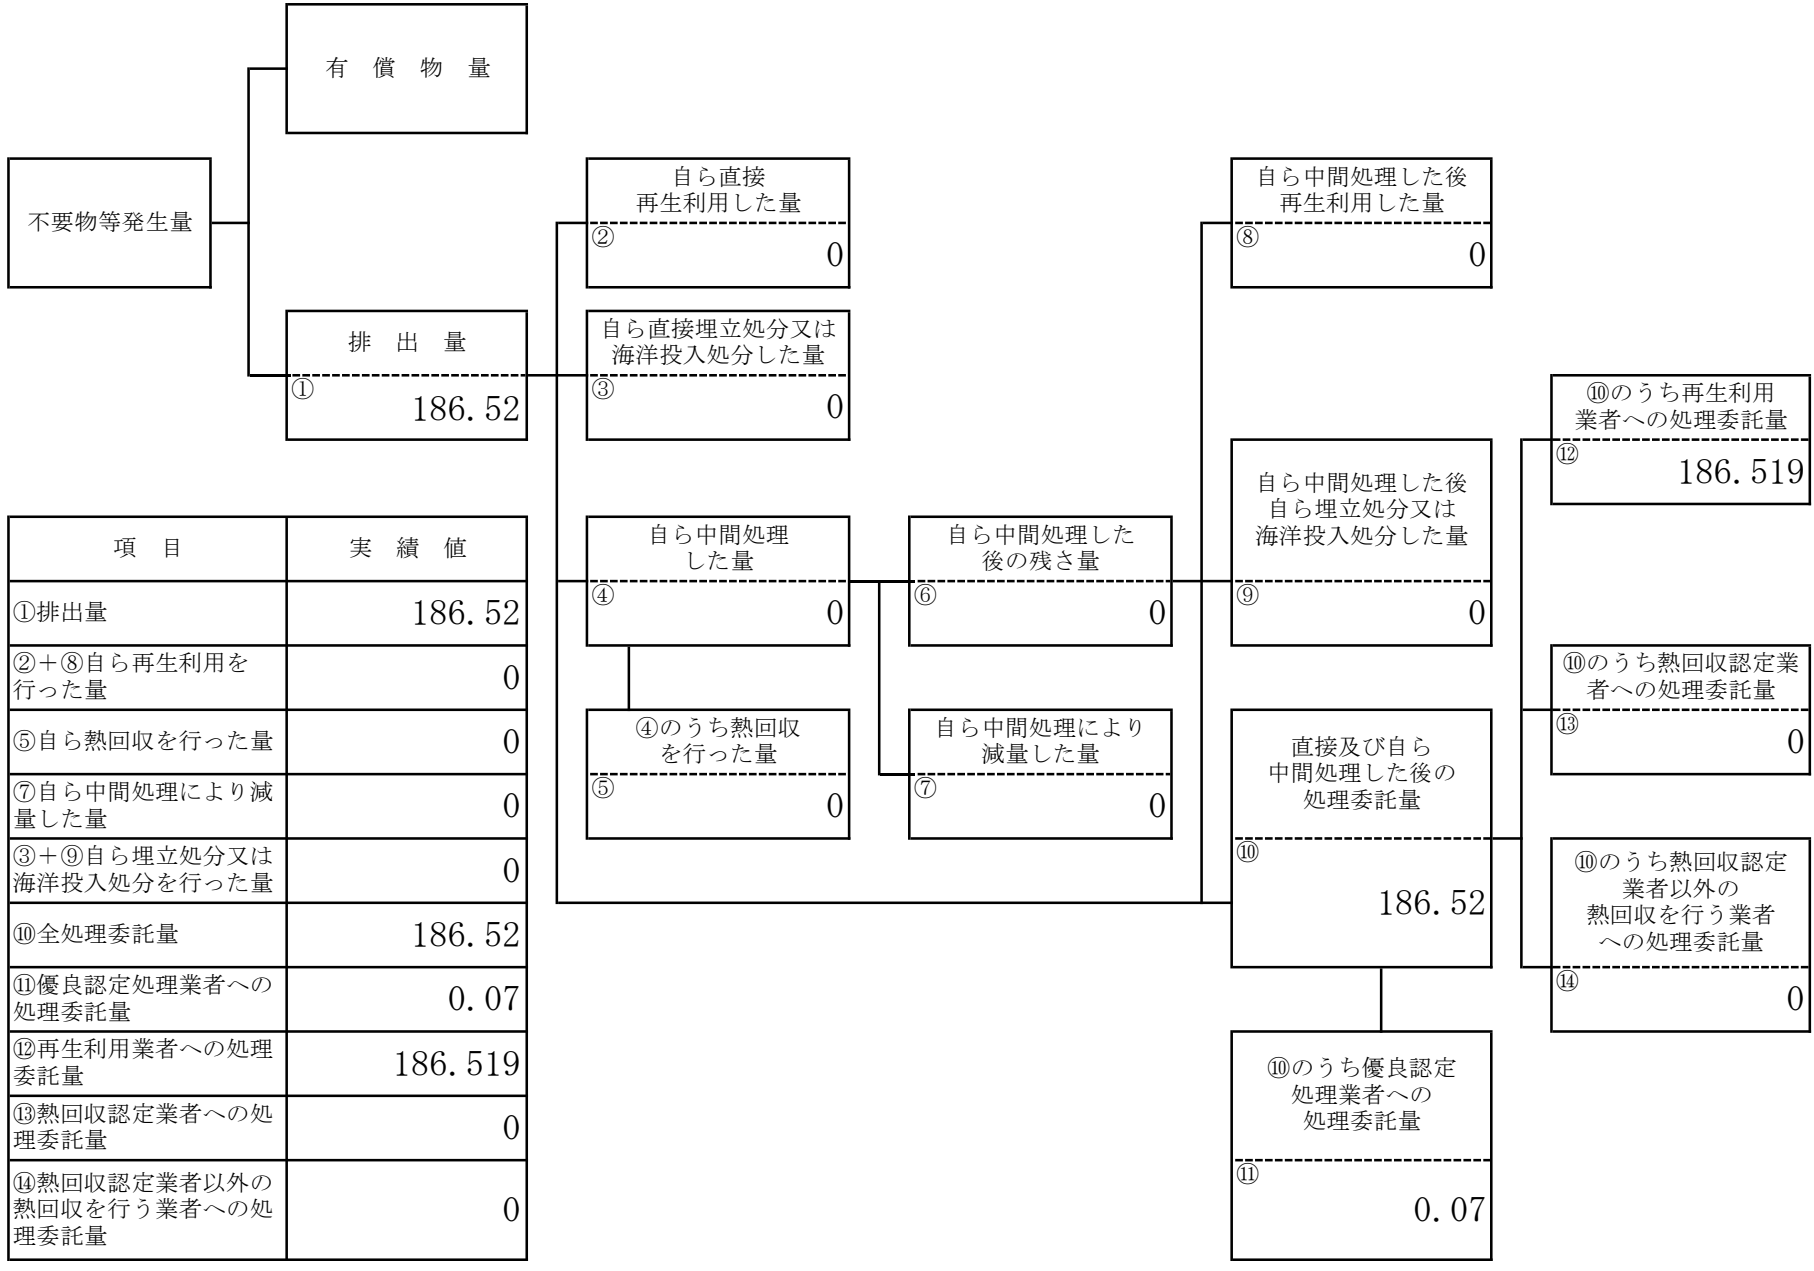 有 償 物 量
不要物等発生量
排 出 量
①
186.52
自ら直接
再生利用した量
②
0
自ら直接埋立処分又は
海洋投入処分した量
③
0
自ら中間処理
した量
④
0
④のうち熱回収
を行った量
⑤
0
自ら中間処理した
後の残さ量
⑥
0
自ら中間処理により
減量した量
⑦
0
自ら中間処理した後
再生利用した量
⑧
0
自ら中間処理した後
自ら埋立処分又は
海洋投入処分した量
⑨
0
直接及び自ら
中間処理した後の
処理委託量
⑩
186.52
⑩のうち優良認定
処理業者への
処理委託量
⑪
0.07
⑩のうち再生利用
業者への処理委託量
⑫
186.519
⑩のうち熱回収認定業
者への処理委託量
⑬
0
⑩のうち熱回収認定
業者以外の
熱回収を行う業者
への処理委託量
⑭
0
項 目 実 績 値
①排出量 186.52
②＋⑧自ら再生利用を
行った量 0
⑤自ら熱回収を行った量 0
⑦自ら中間処理により減
量した量 0
③＋⑨自ら埋立処分又は
海洋投入処分を行った量 0
⑩全処理委託量 186.52
⑪優良認定処理業者への
処理委託量 0.07
⑫再生利用業者への処理
委託量 186.519
⑬熱回収認定業者への処
理委託量 0
⑭熱回収認定業者以外の
熱回収を行う業者への処
理委託量 0